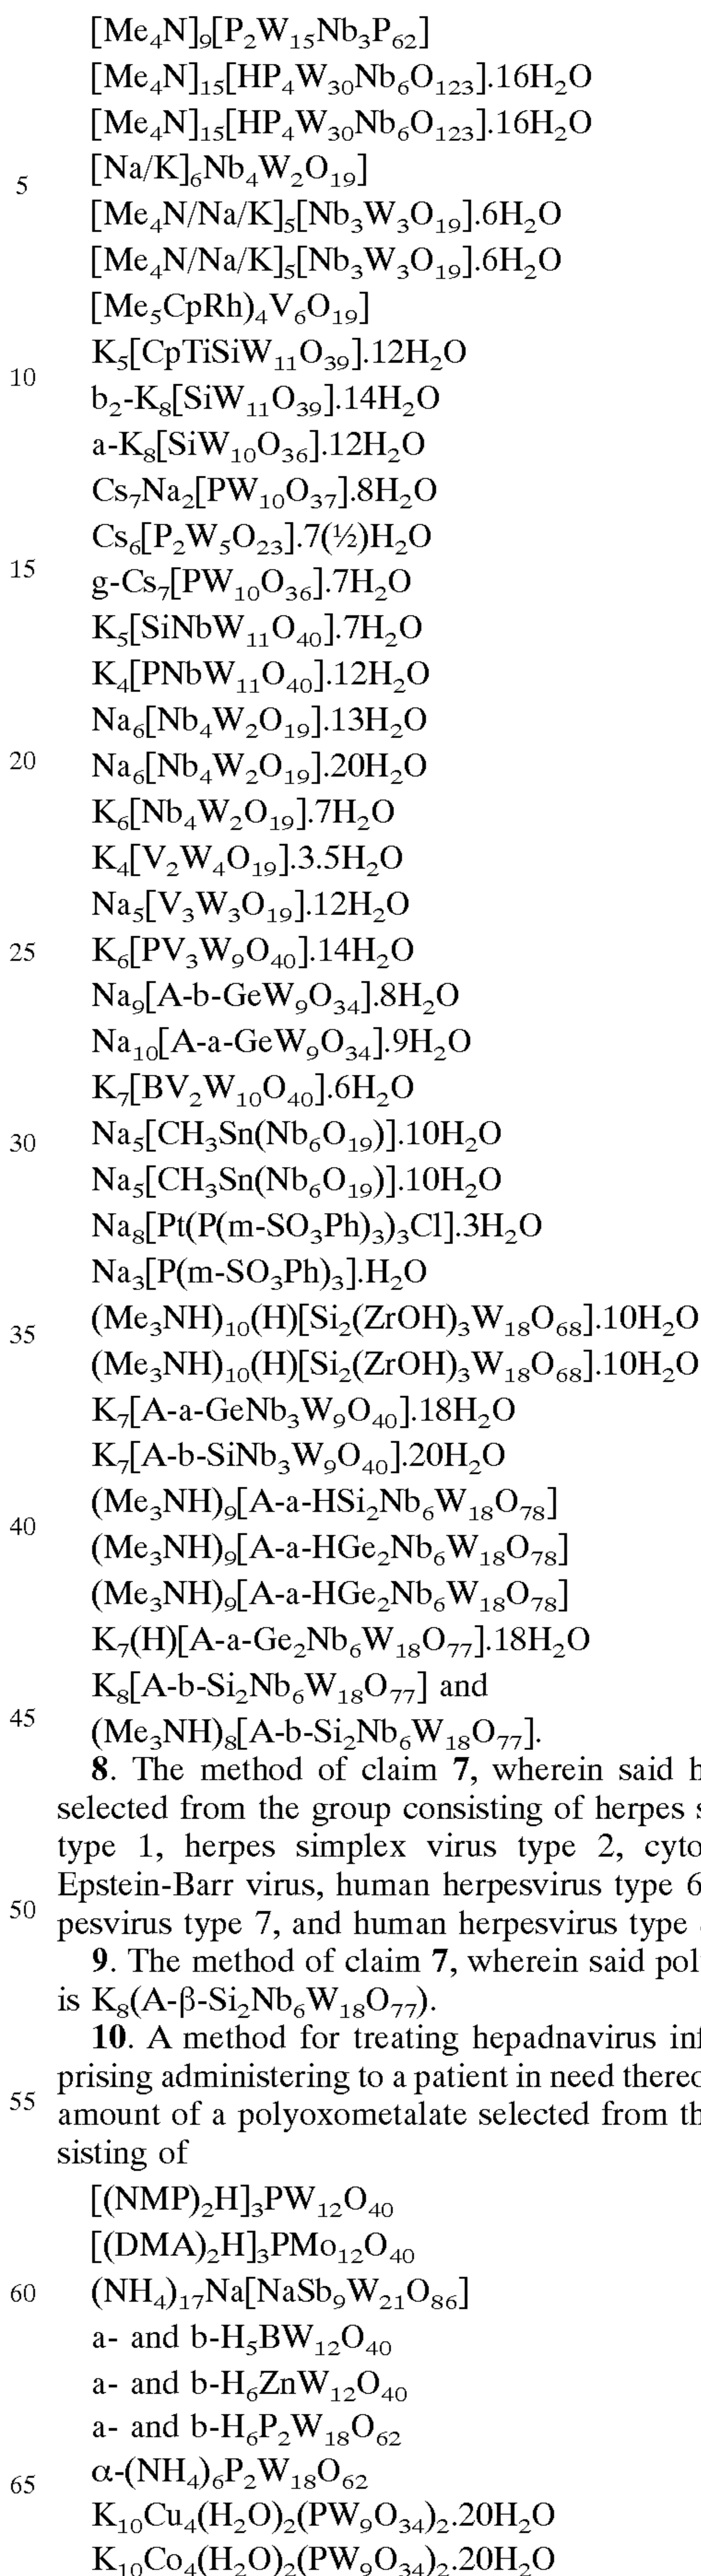 [Me₄N]₉[P₂W₁₅Nb₃P₆₂]
[Me₄N]₁₅[HP₄W₃₀Nb₆O₁₂₃].16H₂O
[Me₄N]₁₅[HP₄W₃₀Nb₆O₁₂₃].16H₂O
[Na/K]₆Nb₄W₂O₁₉]
5
[Me₄N/Na/K]₅[Nb₃W₃O₁₉].6H₂O
[Me₄N/Na/K]₅[Nb₃W₃O₁₉].6H₂O
[Me₅CpRh)₄V₆O₁₉]
K₅[CpTiSiW₁₁O₃₉].12H₂O
10
b₂-K₈[SiW₁₁O₃₉].14H₂O
a-K₈[SiW₁₀O₃₆].12H₂O
Cs₇Na₂[PW₁₀O₃₇].8H₂O
Cs₆[P₂W₅O₂₃].7(½)H₂O
15
g-Cs₇[PW₁₀O₃₆].7H₂O
K₅[SiNbW₁₁O₄₀].7H₂O
K₄[PNbW₁₁O₄₀].12H₂O
Na₆[Nb₄W₂O₁₉].13H₂O
20
Na₆[Nb₄W₂O₁₉].20H₂O
K₆[Nb₄W₂O₁₉].7H₂O
K₄[V₂W₄O₁₉].3.5H₂O
Na₅[V₃W₃O₁₉].12H₂O
25
K₆[PV₃W₉O₄₀].14H₂O
Na₉[A-b-GeW₉O₃₄].8H₂O
Na₁₀[A-a-GeW₉O₃₄].9H₂O
K₇[BV₂W₁₀O₄₀].6H₂O
30
Na₅[CH₃Sn(Nb₆O₁₉)].10H₂O
Na₅[CH₃Sn(Nb₆O₁₉)].10H₂O
Na₈[Pt(P(m-SO₃Ph)₃)₃Cl].3H₂O
Na₃[P(m-SO₃Ph)₃].H₂O
35
(Me₃NH)₁₀(H)[Si₂(ZrOH)₃W₁₈O₆₈].10H₂O
(Me₃NH)₁₀(H)[Si₂(ZrOH)₃W₁₈O₆₈].10H₂O
K₇[A-a-GeNb₃W₉O₄₀].18H₂O
K₇[A-b-SiNb₃W₉O₄₀].20H₂O
40
(Me₃NH)₉[A-a-HSi₂Nb₆W₁₈O₇₈]
(Me₃NH)₉[A-a-HGe₂Nb₆W₁₈O₇₈]
(Me₃NH)₉[A-a-HGe₂Nb₆W₁₈O₇₈]
K₇(H)[A-a-Ge₂Nb₆W₁₈O₇₇].18H₂O
K₈[A-b-Si₂Nb₆W₁₈O₇₇] and
45
(Me₃NH)₈[A-b-Si₂Nb₆W₁₈O₇₇].
8. The method of claim 7, wherein said h
selected from the group consisting of herpes s
type 1, herpes simplex virus type 2, cyto
Epstein-Barr virus, human herpesvirus type 6
50
pesvirus type 7, and human herpesvirus type
9. The method of claim 7, wherein said pol
is K₈(A-β-Si₂Nb₆W₁₈O₇₇).
10. A method for treating hepadnavirus inf
prising administering to a patient in need thereo
55
amount of a polyoxometalate selected from th
sisting of
[(NMP)₂H]₃PW₁₂O₄₀
[(DMA)₂H]₃PMo₁₂O₄₀
60
(NH₄)₁₇Na[NaSb₉W₂₁O₈₆]
a- and b-H₅BW₁₂O₄₀
a- and b-H₆ZnW₁₂O₄₀
a- and b-H₆P₂W₁₈O₆₂
65
α-(NH₄)₆P₂W₁₈O₆₂
K₁₀Cu₄(H₂O)₂(PW₉O₃₄)₂.20H₂O
K₁₀Co₄(H₂O)₂(PW₉O₃₄)₂.20H₂O